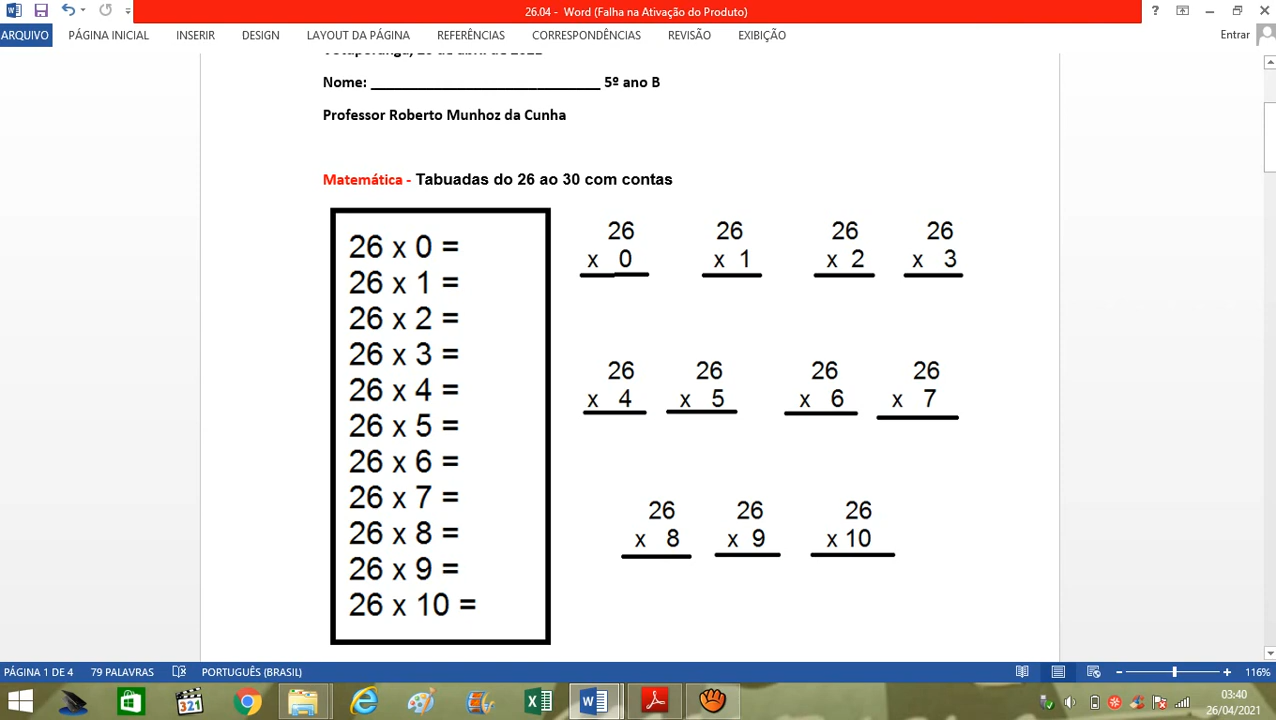 26.04 - Word (Falha na Ativação do Produto)
ARQUIVO PÁGINA INICIAL INSERIR DESIGN LAYOUT DA PÁGINA REFERÊNCIAS CORRESPONDÊNCIAS REVISÃO EXIBIÇÃO Entrar
Nome: ____________________________ 5º ano B
Professor Roberto Munhoz da Cunha
Matemática - Tabuadas do 26 ao 30 com contas
26 x 0 =
26 x 1 =
26 x 2 =
26 x 3 =
26 x 4 =
26 x 5 =
26 x 6 =
26 x 7 =
26 x 8 =
26 x 9 =
26 x 10 =
26 26 26 26
x 0 x 1 x 2 x 3
26 26 26 26
x 4 x 5 x 6 x 7
26 26 26
x 8 x 9 x 10
PÁGINA 1 DE 4 79 PALAVRAS PORTUGUÊS (BRASIL) 116%
321
03:40
26/04/2021